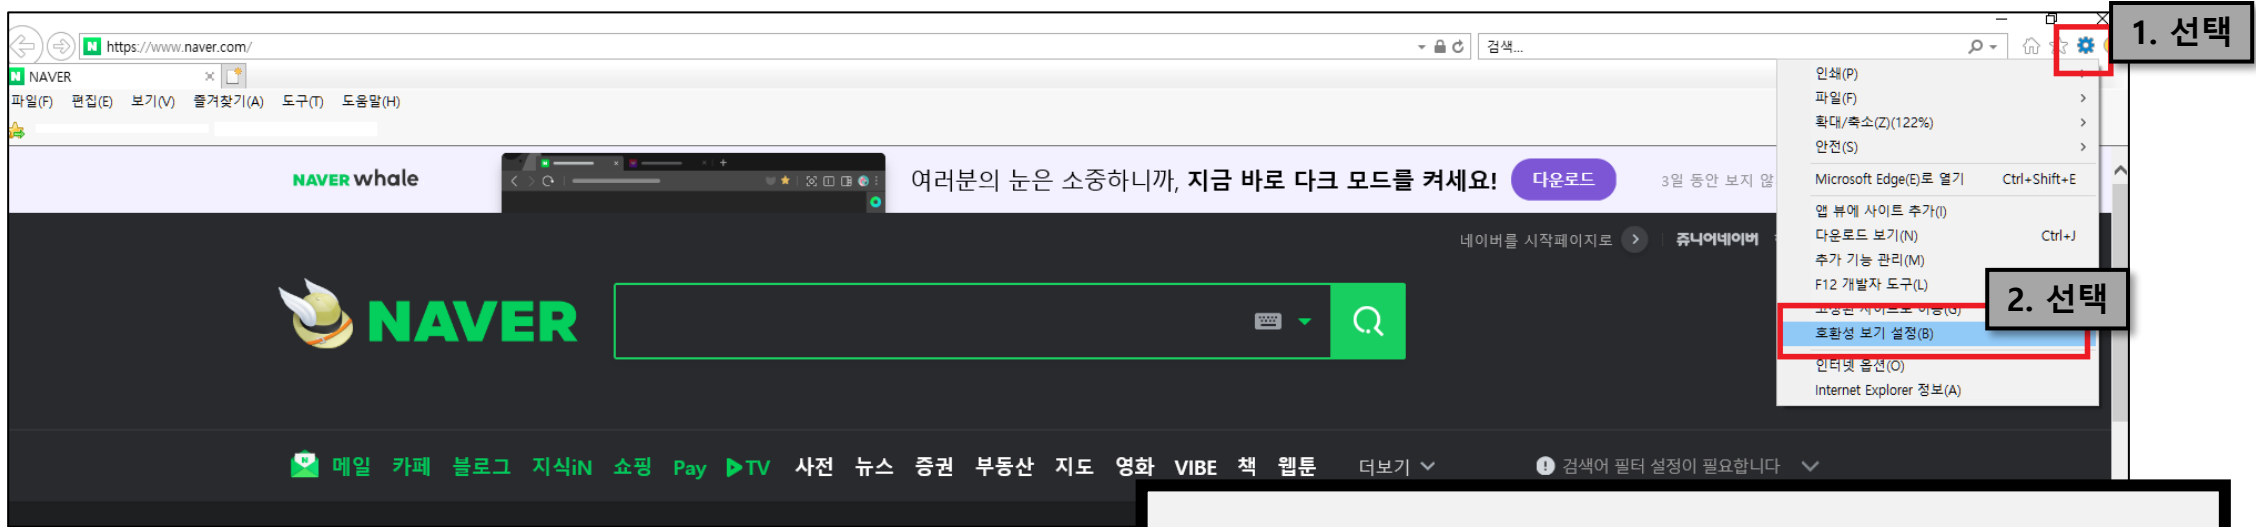 1. 선택
https://www.naver.com/
검색...
NAVER
파일(F) 편집(E) 보기(V) 즐겨찾기(A) 도구(T) 도움말(H)
인쇄(P)
파일(F)
확대/축소(Z)(122%)
안전(S)
Microsoft Edge(E)로 열기 Ctrl+Shift+E
앱 뷰에 사이트 추가(I)
다운로드 보기(N) Ctrl+J
추가 기능 관리(M)
F12 개발자 도구(L)
고정된 사이트로 이동(G)
호환성 보기 설정(B)
인터넷 옵션(O)
Internet Explorer 정보(A)
2. 선택
NAVER whale
여러분의 눈은 소중하니까, 지금 바로 다크 모드를 켜세요! 다운로드 3일 동안 보지 않
네이버를 시작페이지로 쥬니어네이버
NAVER
메일 카페 블로그 지식iN 쇼핑 Pay TV 사전 뉴스 증권 부동산 지도 영화 VIBE 책 웹툰 더보기 검색어 필터 설정이 필요합니다